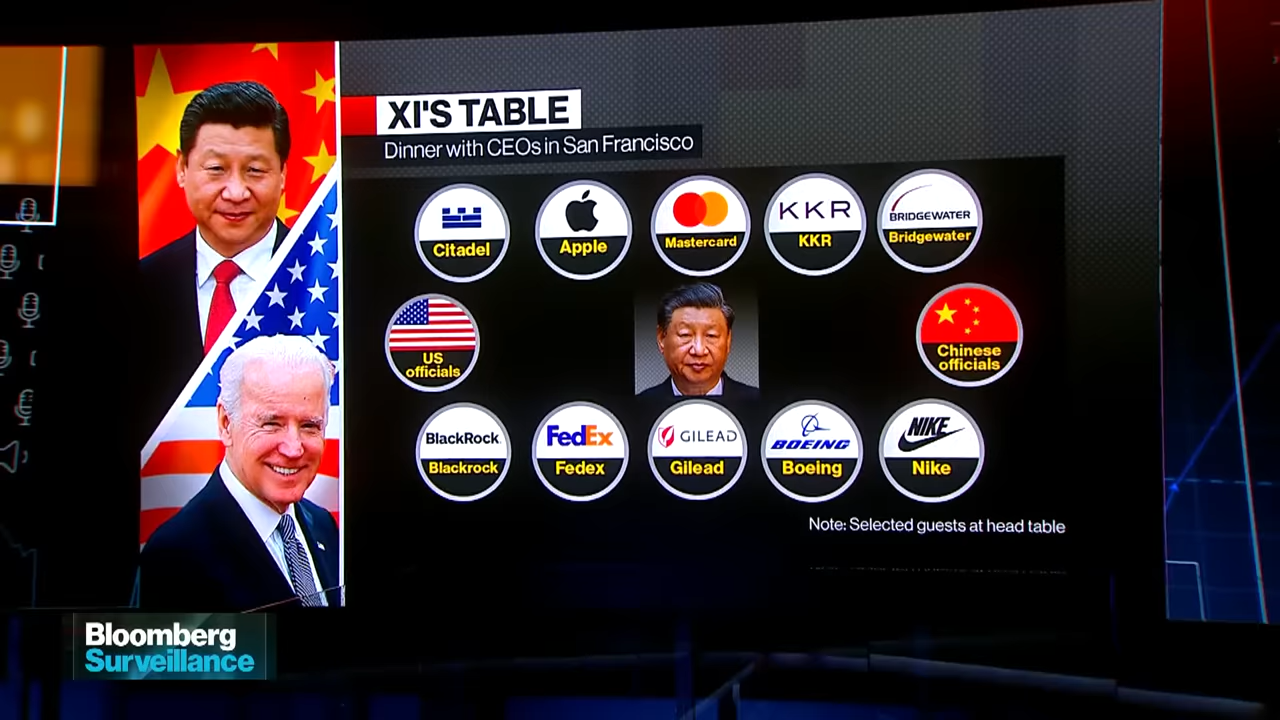 XI'S TABLE
Dinner with CEOs in San Francisco
Citadel
Apple
Mastercard
KKR
KKR
BRIDGEWATER
Bridgewater
US
officials
Chinese
officials
BlackRock
Blackrock
FedEx
Fedex
GILEAD
Gilead
BOEING
Boeing
NIKE
Nike
Note: Selected guests at head table
Bloomberg
Surveillance